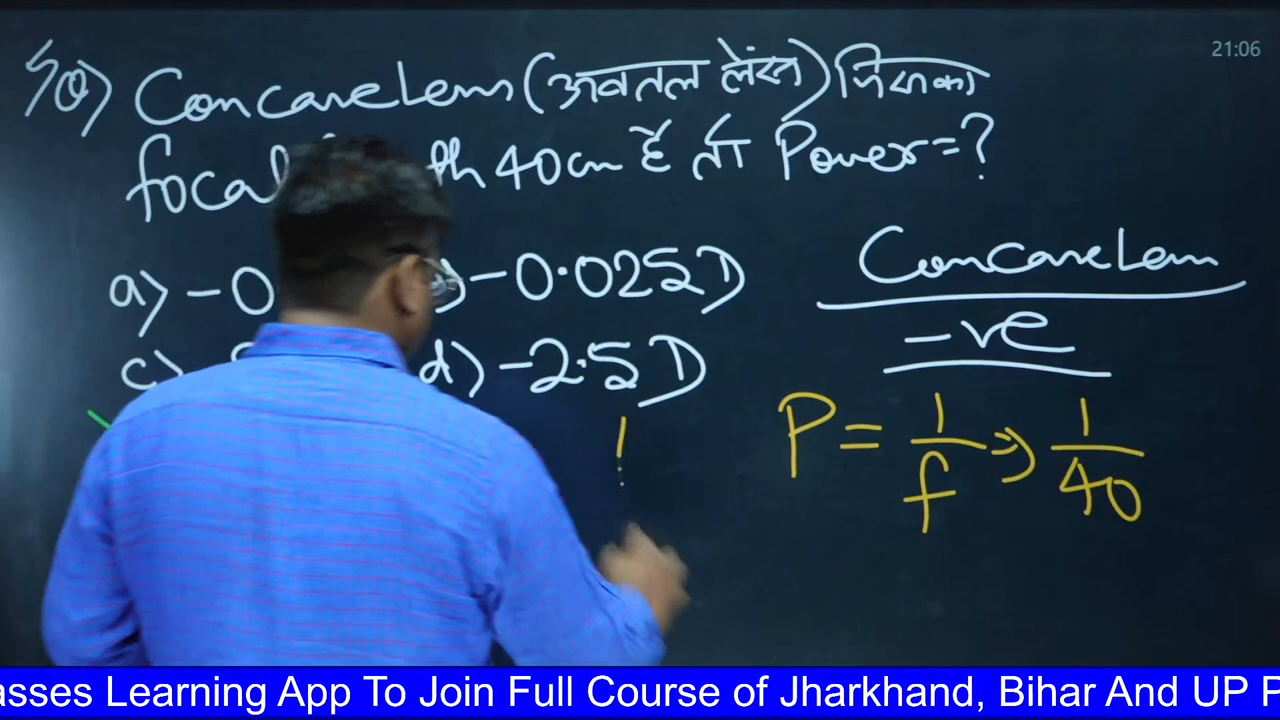 21:06
Q) Concave Lens (अवतल लेंस) जिसका
focal th 40cm है तो Power=?
a) -0 ) -0.025D
c) d) -2.5D
Concave Lens
-ve
P = 1/f ⇒ 1/40
1
asses Learning App To Join Full Course of Jharkhand, Bihar And UP P